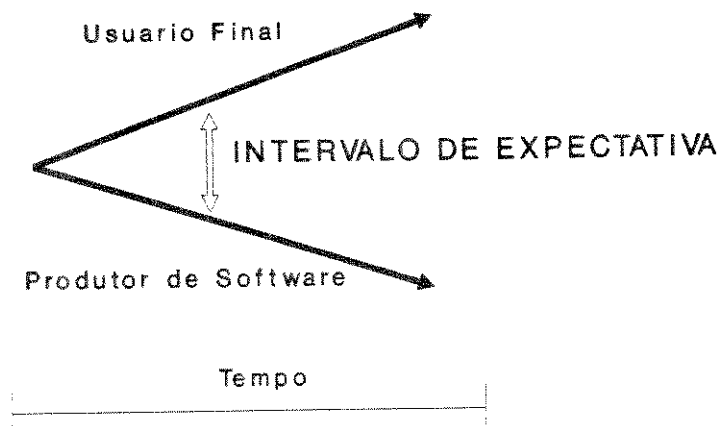 Usuario Final
INTERVALO DE EXPECTATIVA
Produtor de Software
Tempo